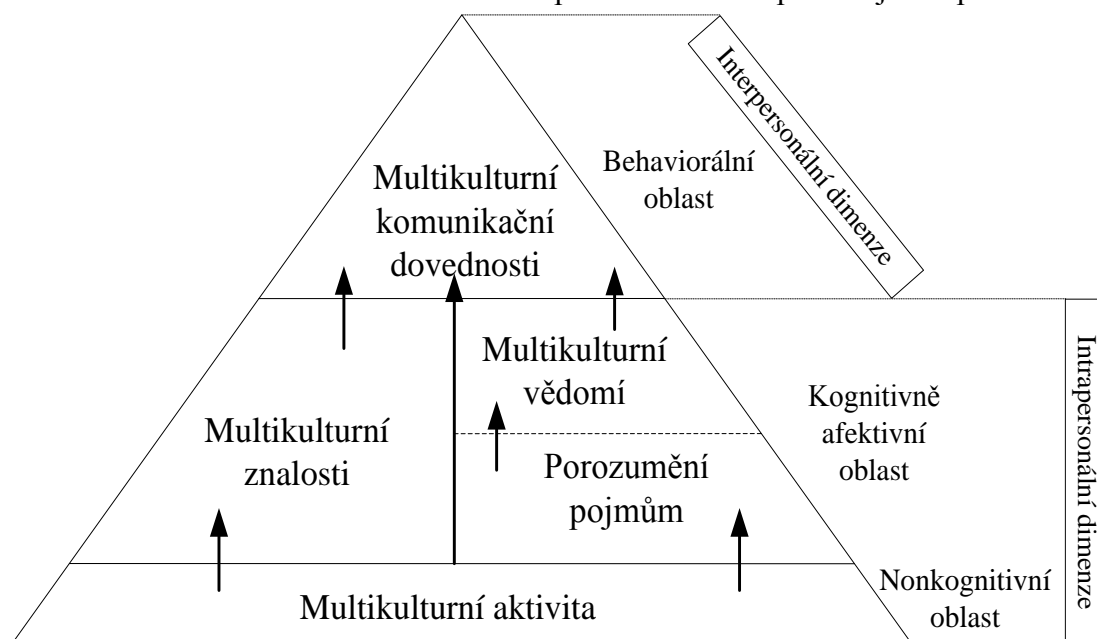 Interpersonální dimenze
Behaviorální
oblast
Multikulturní
komunikační
dovednosti
Multikulturní
vědomí
Kognitivně
afektivní
oblast
Intrapersonální dimenze
Multikulturní
znalosti
Porozumění
pojmům
Nonkognitivní
oblast
Multikulturní aktivita